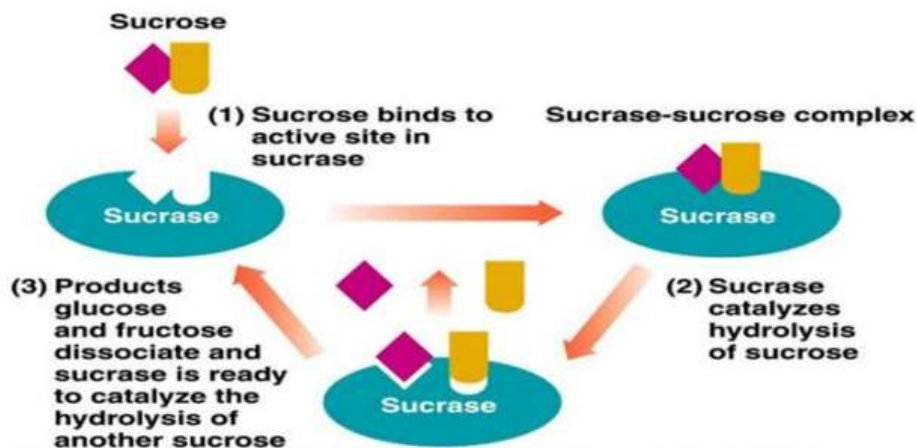 Sucrose
(1) Sucrose binds to
active site in
sucrase
Sucrase-sucrose complex
Sucrase
Sucrase
(3) Products
glucose
and fructose
dissociate and
sucrase is ready
to catalyze the
hydrolysis of
another sucrose
(2) Sucrase
catalyzes
hydrolysis
of sucrose
Sucrase